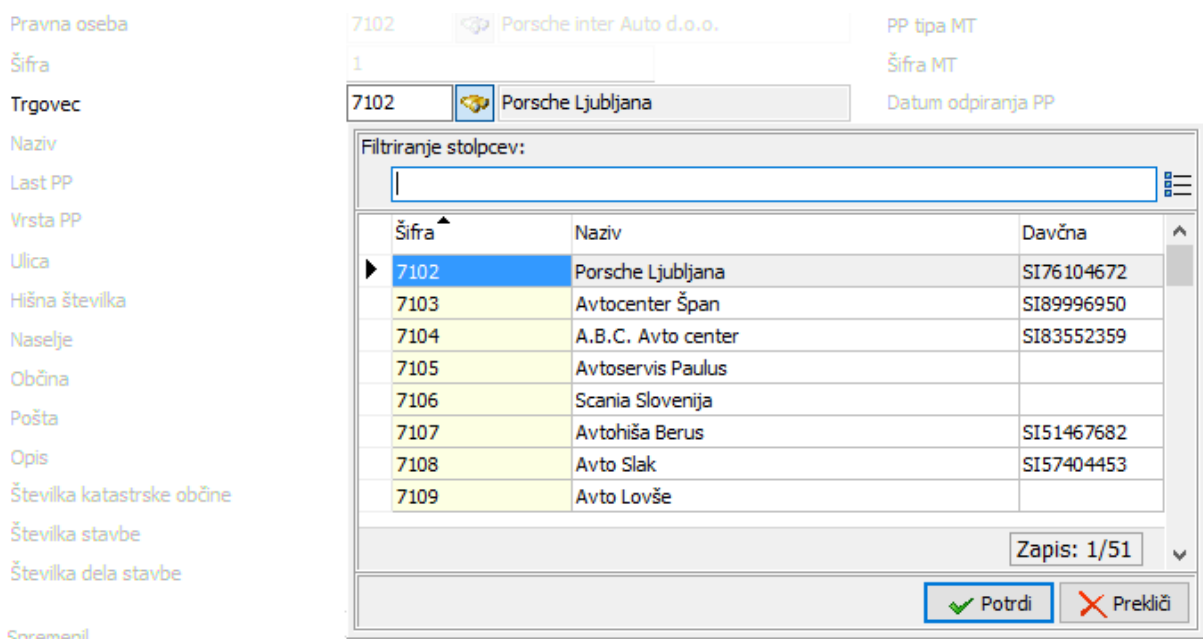 Pravna oseba 7102 Porsche inter Auto d.o.o. PP tipa MT
Šifra 1 Šifra MT
Trgovec 7102 Porsche Ljubljana Datum odpiranja PP
Naziv
Filtriranje stolpcev:
Last PP
Vrsta PP
Šifra Naziv Davčna
Ulica
7102 Porsche Ljubljana SI76104672
Hišna številka
7103 Avtocenter Špan SI89996950
Naselje
7104 A.B.C. Avto center SI83552359
Občina
7105 Avtoservis Paulus
7106 Scania Slovenija
Pošta
7107 Avtohiša Berus SI51467682
Opis
7108 Avto Slak SI57404453
Številka katastrske občine
7109 Avto Lovše
Številka stavbe
Zapis: 1/51
Številka dela stavbe
Potrdi Prekliči
Spremenil